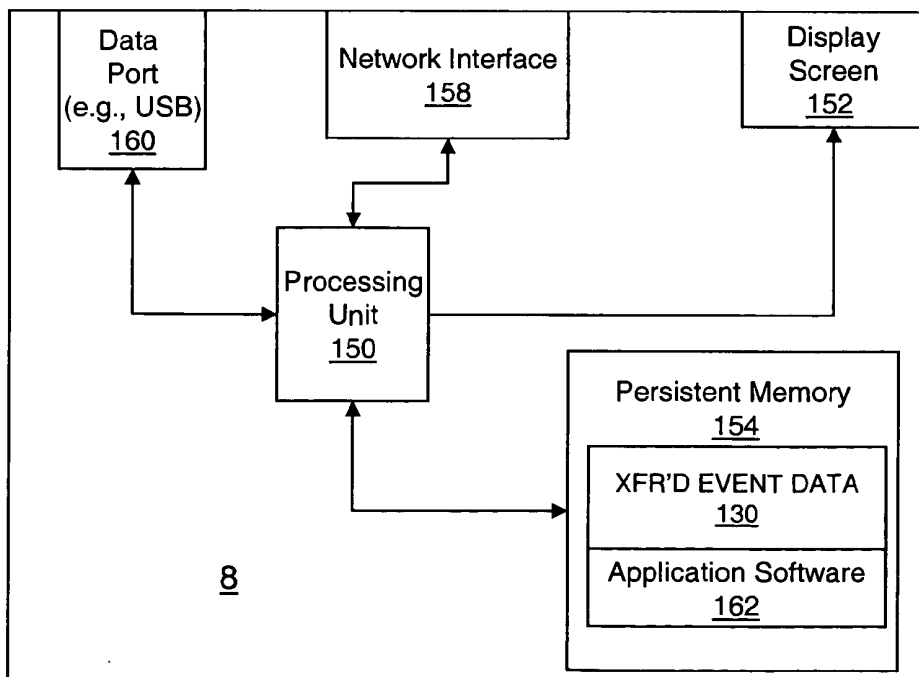 Data
Port
(e.g., USB)
160
Network Interface
158
Display
Screen
152
Processing
Unit
150
Persistent Memory
154
XFR'D EVENT DATA
130
Application Software
162
8